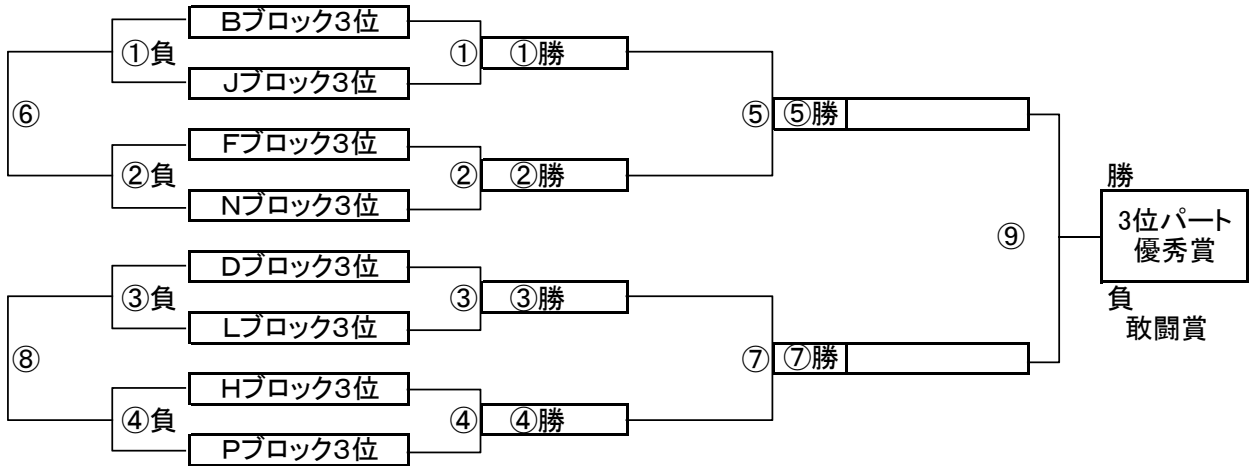 Bブロック3位
①負
①
①勝
Jブロック3位
⑥
⑤
⑤勝
Fブロック3位
②負
②
②勝
Nブロック3位
勝
3位パート
優秀賞
⑨
Dブロック3位
③負
③
③勝
負
敢闘賞
Lブロック3位
⑧
⑦
⑦勝
Hブロック3位
④負
④
④勝
Pブロック3位